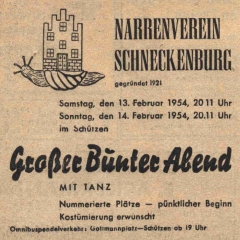 NARRENVEREIN
SCHNECKENBURG
gegründet 1921
Samstag, den 13. Februar 1954, 20 11 Uhr
Sonntag, den 14. Februar 1954, 20.11 Uhr
im Schützen
Großer Bunter Abend
MIT TANZ
Nummerierte Plätze — pünktlicher Beginn
Kostümierung erwünscht
Omnibuspendelverkehr: Gottmannplatz—Schützen ab 19 Uhr